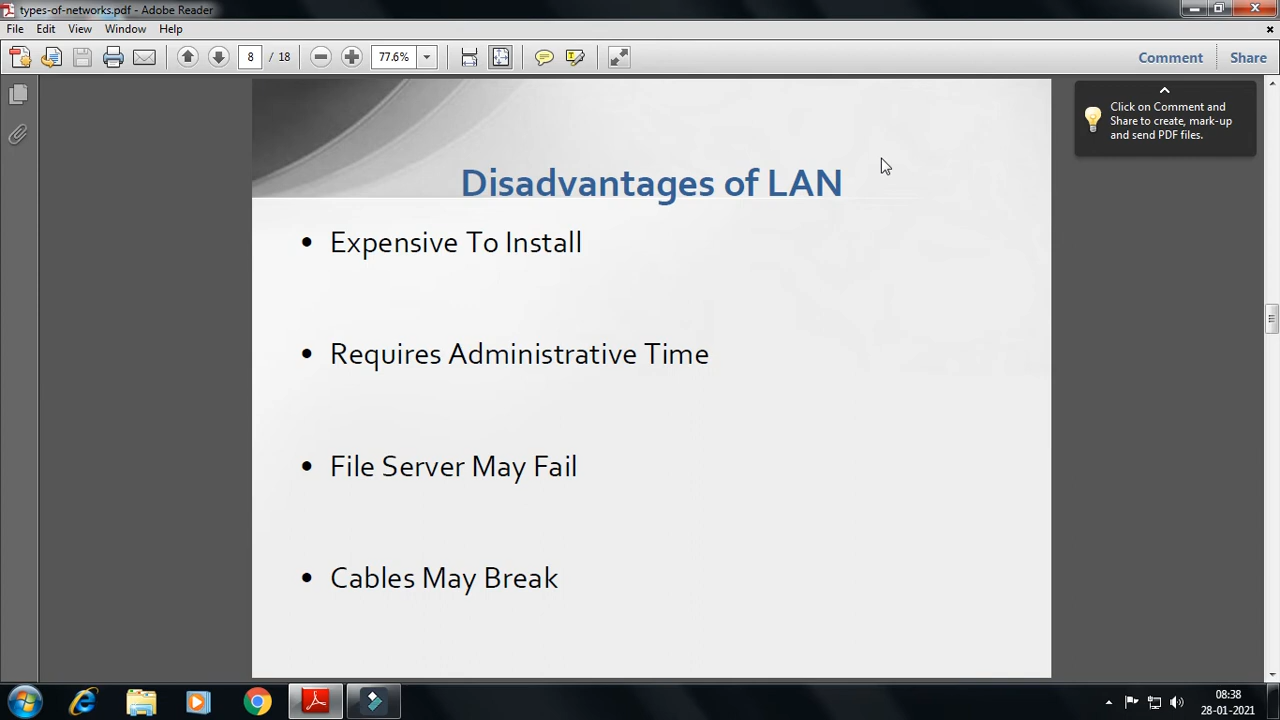 types-of-networks.pdf - Adobe Reader
File Edit View Window Help
8 / 18 77.6% Comment Share
Click on Comment and
Share to create, mark-up
and send PDF files.
Disadvantages of LAN
• Expensive To Install
• Requires Administrative Time
• File Server May Fail
• Cables May Break
08:38
28-01-2021